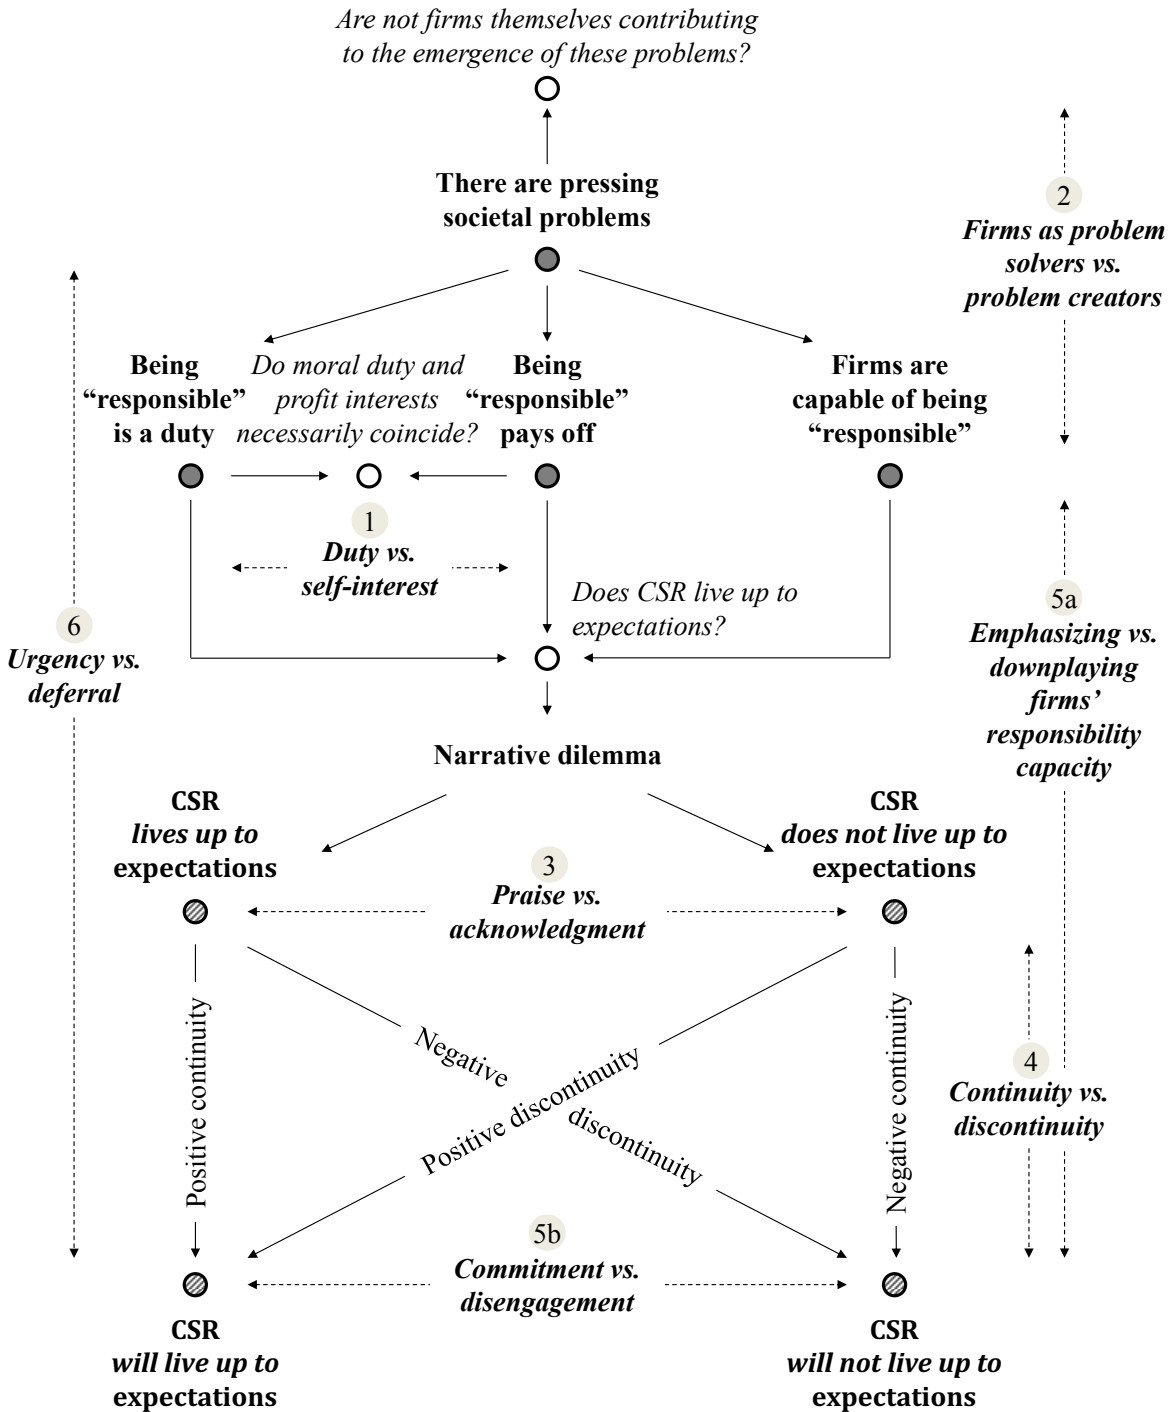 Are not firms themselves contributing
to the emergence of these problems?
There are pressing
societal problems
2
Firms as problem
solvers vs.
problem creators
Being
“responsible”
is a duty
Do moral duty and
profit interests
necessarily coincide?
Being
“responsible”
pays off
Firms are
capable of being
“responsible”
1
Duty vs.
self-interest
Does CSR live up to
expectations?
5a
Emphasizing vs.
downplaying
firms’
responsibility
capacity
6
Urgency vs.
deferral
Narrative dilemma
CSR
lives up to
expectations
CSR
does not live up to
expectations
3
Praise vs.
acknowledgment
Positive continuity
Negative
discontinuity
Positive discontinuity
Negative continuity
4
Continuity vs.
discontinuity
5b
Commitment vs.
disengagement
CSR
will live up to
expectations
CSR
will not live up to
expectations